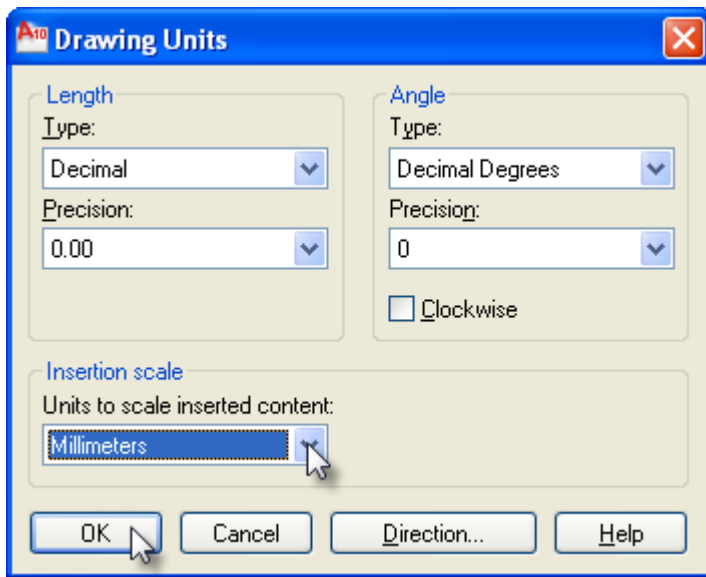 A10 Drawing Units
Length
Type:
Decimal
Precision:
0.00
Angle
Type:
Decimal Degrees
Precision:
0
Clockwise
Insertion scale
Units to scale inserted content:
Millimeters
OK
Cancel
Direction...
Help